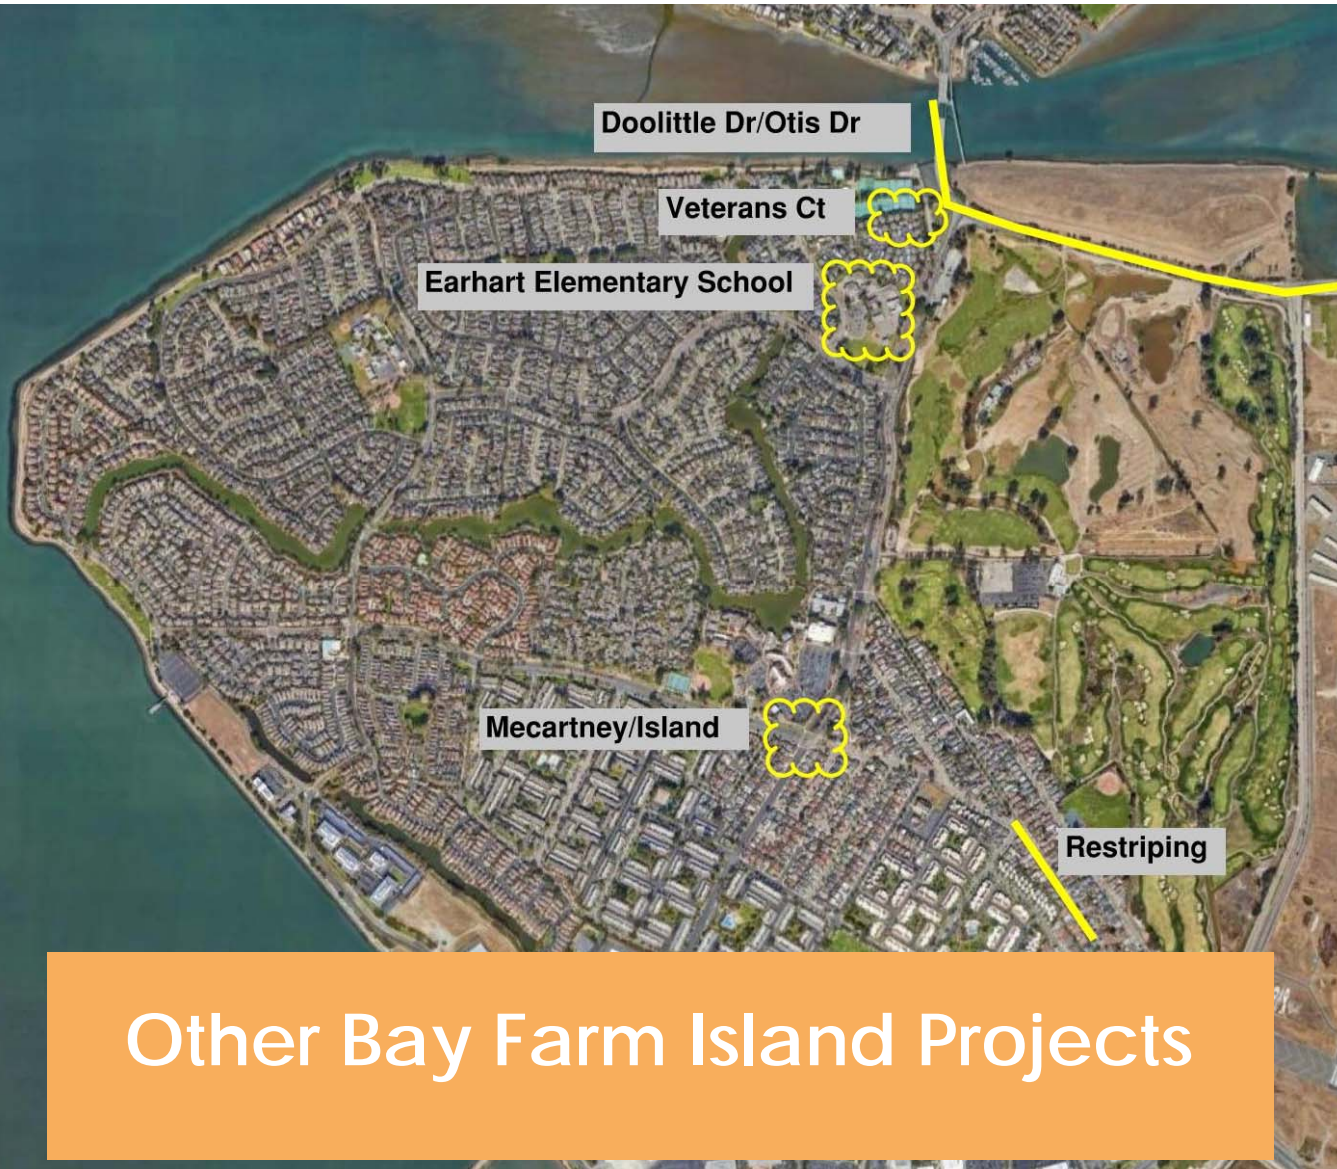 Doolittle Dr/Otis Dr
Veterans Ct
Earhart Elementary School
Mecartney/Island
Restriping
Other Bay Farm Island Projects